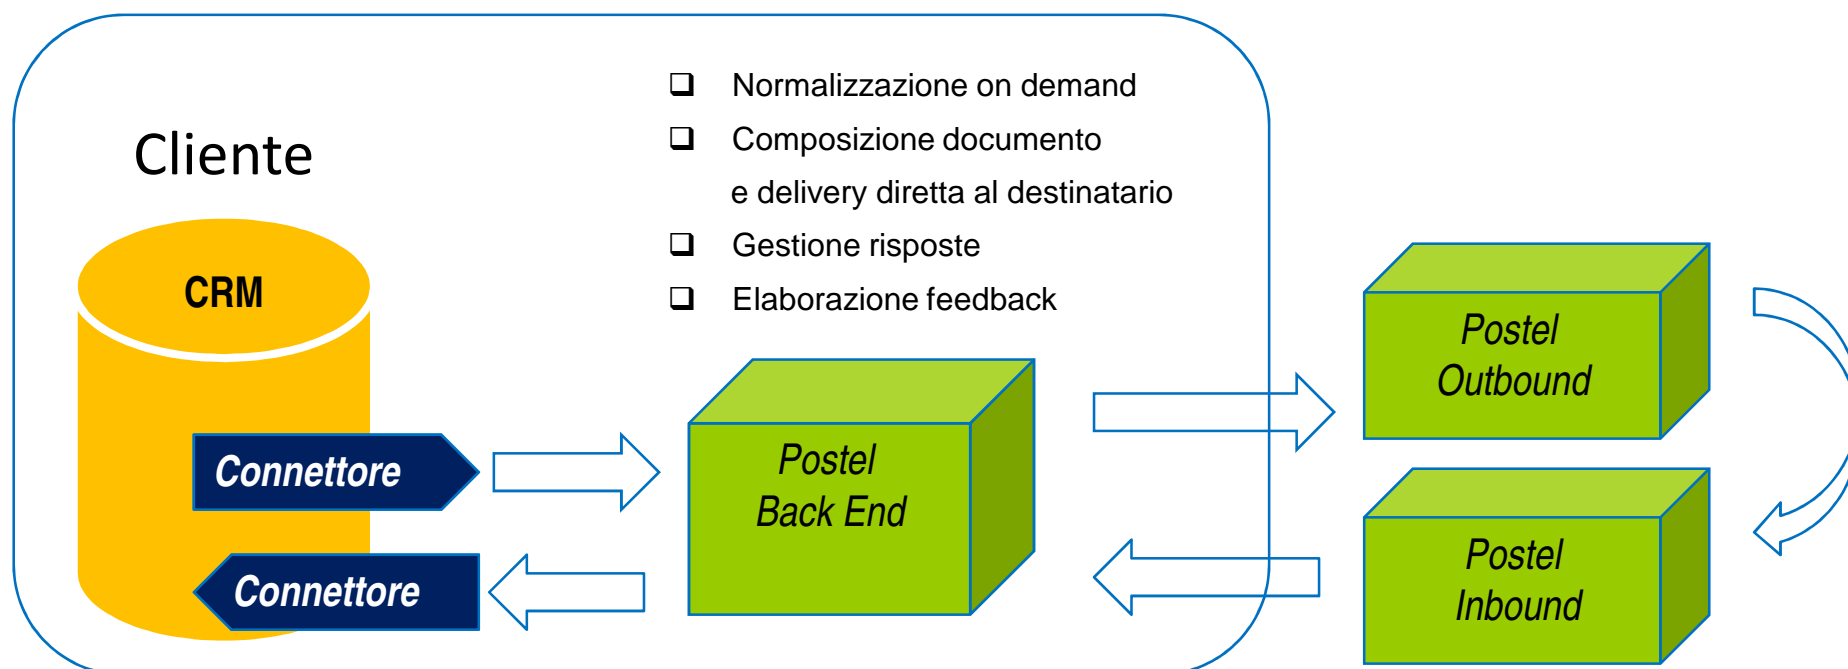 Normalizzazione on demand
Composizione documento
e delivery diretta al destinatario
Gestione risposte
Elaborazione feedback
Cliente
CRM
Connettore
Connettore
Postel
Back End
Postel
Outbound
Postel
Inbound